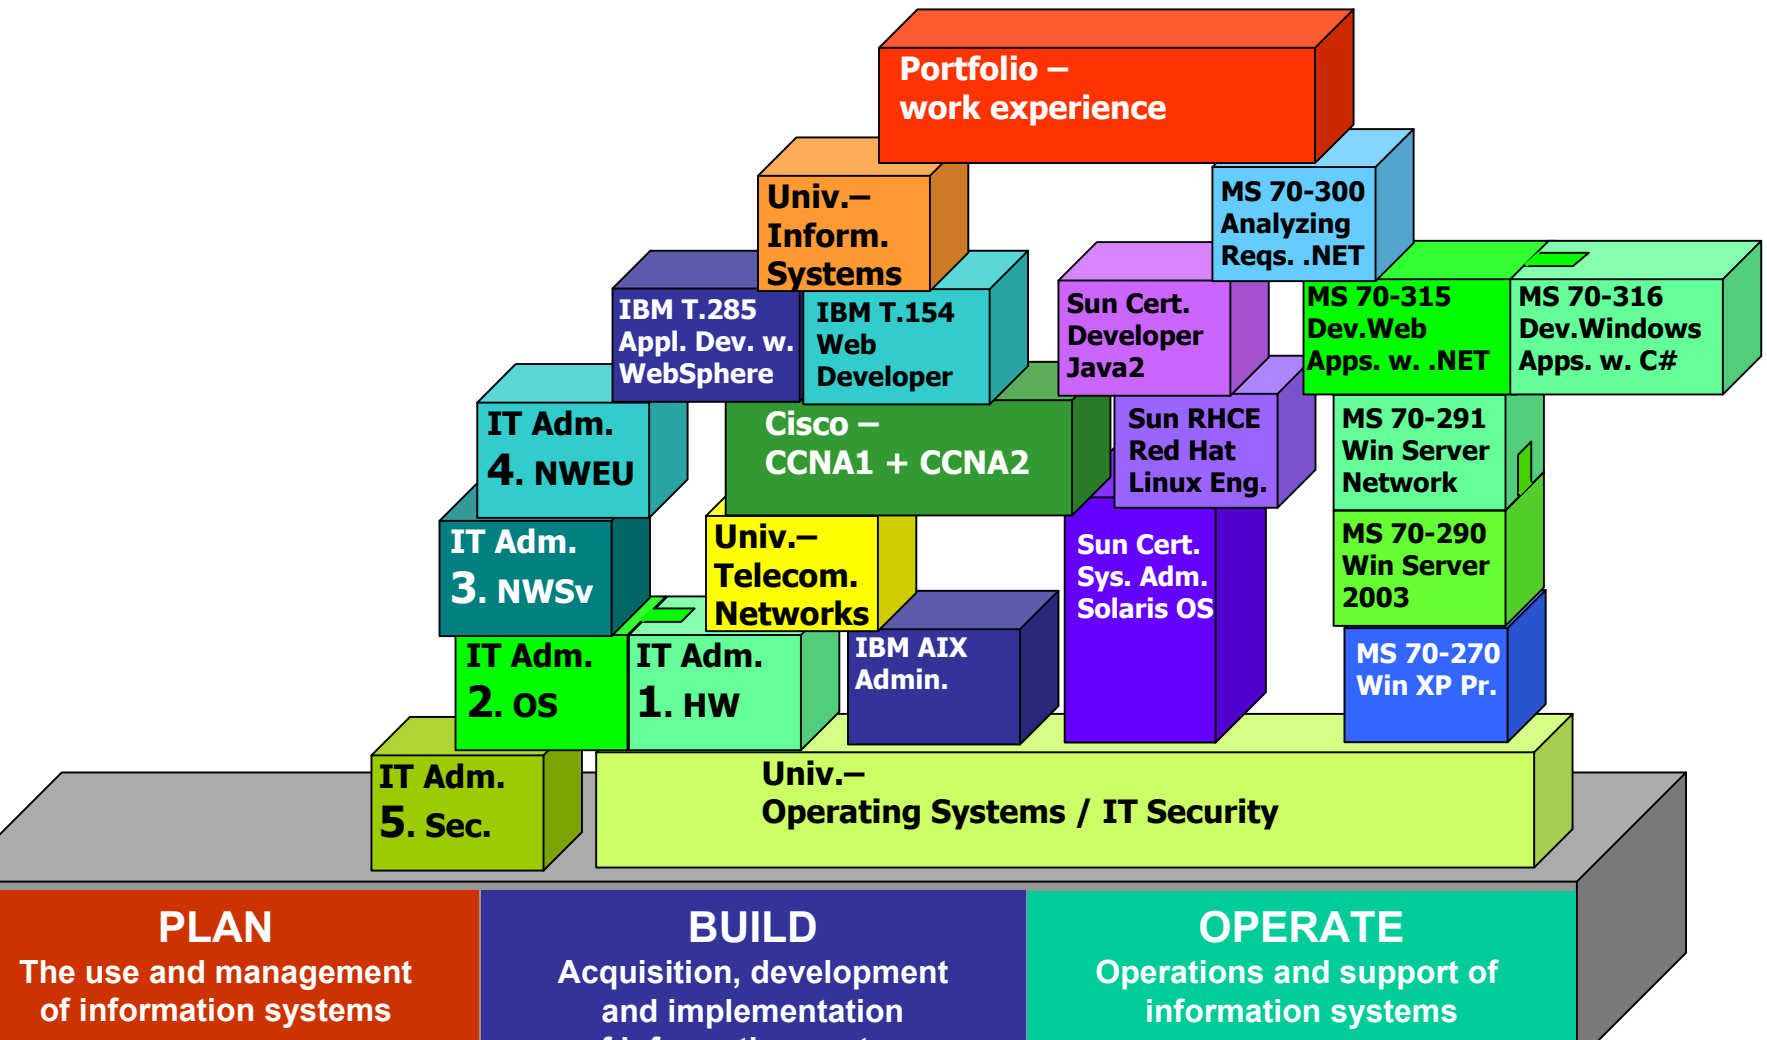 Portfolio –
work experience
Univ.–
Inform.
Systems
MS 70-300
Analyzing
Reqs. .NET
IBM T.285
Appl. Dev. w.
WebSphere
IBM T.154
Web
Developer
Sun Cert.
Developer
Java2
MS 70-315
Dev.Web
Apps. w. .NET
MS 70-316
Dev.Windows
Apps. w. C#
IT Adm.
4. NWEU
Cisco –
CCNA1 + CCNA2
Sun RHCE
Red Hat
Linux Eng.
MS 70-291
Win Server
Network
IT Adm.
3. NWSv
Univ.–
Telecom.
Networks
Sun Cert.
Sys. Adm.
Solaris OS
MS 70-290
Win Server
2003
IT Adm.
2. OS
IT Adm.
1. HW
IBM AIX
Admin.
MS 70-270
Win XP Pr.
IT Adm.
5. Sec.
Univ.–
Operating Systems / IT Security
PLAN
The use and management
of information systems
BUILD
Acquisition, development
and implementation
OPERATE
Operations and support of
information systems